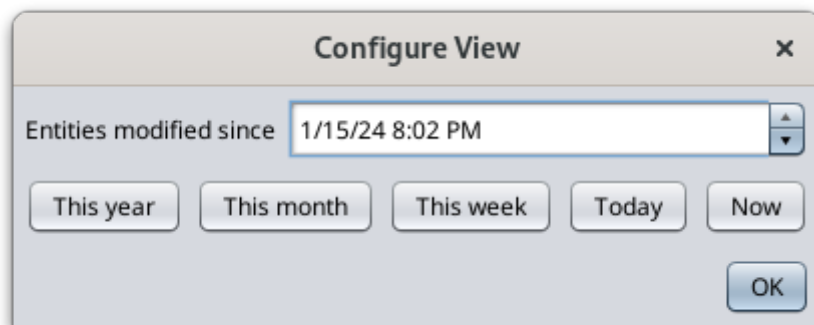 Configure View
Entities modified since 1/15/24 8:02 PM
This year This month This week Today Now
OK